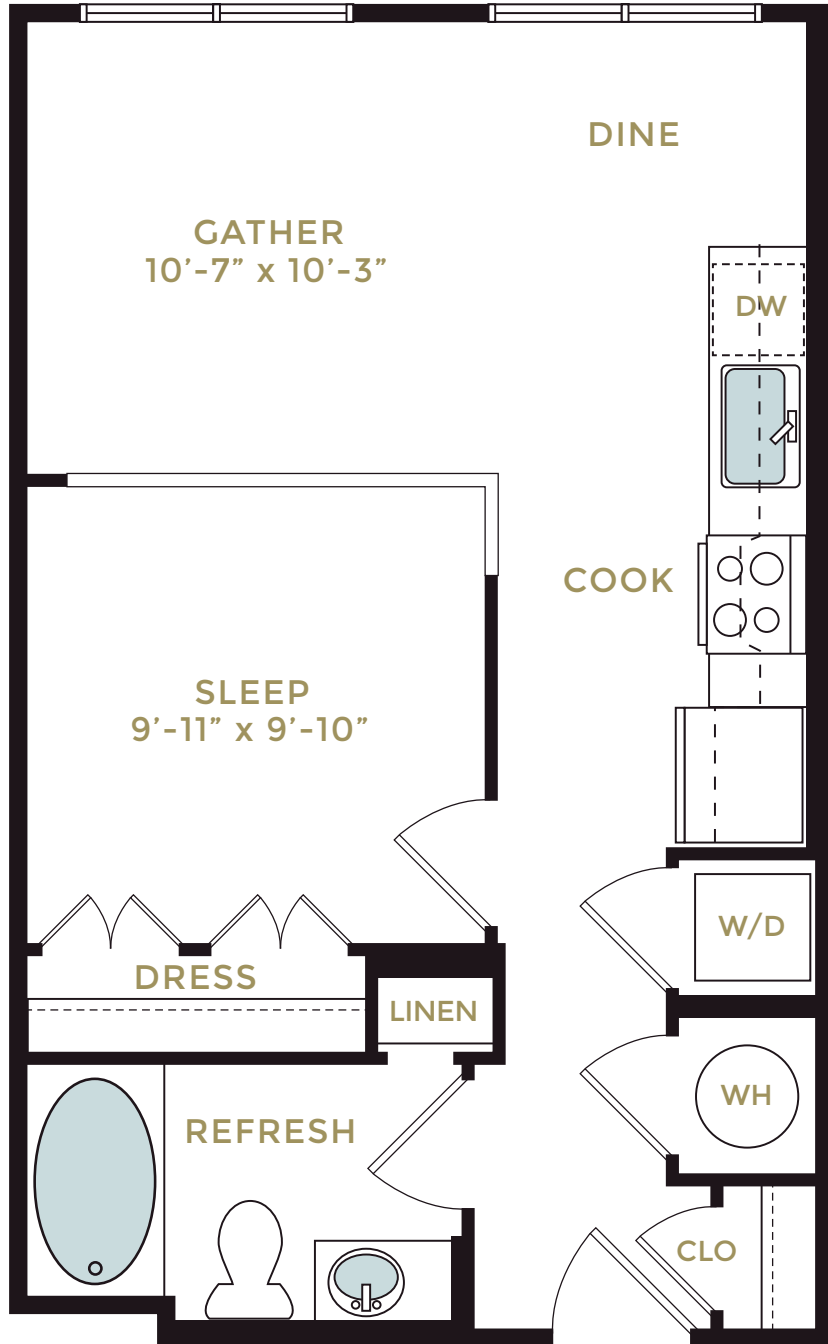 DINE
GATHER
10’-7” x 10’-3”
DW
COOK
SLEEP
9’-11” x 9’-10”
W/D
DRESS
LINEN
WH
REFRESH
CLO